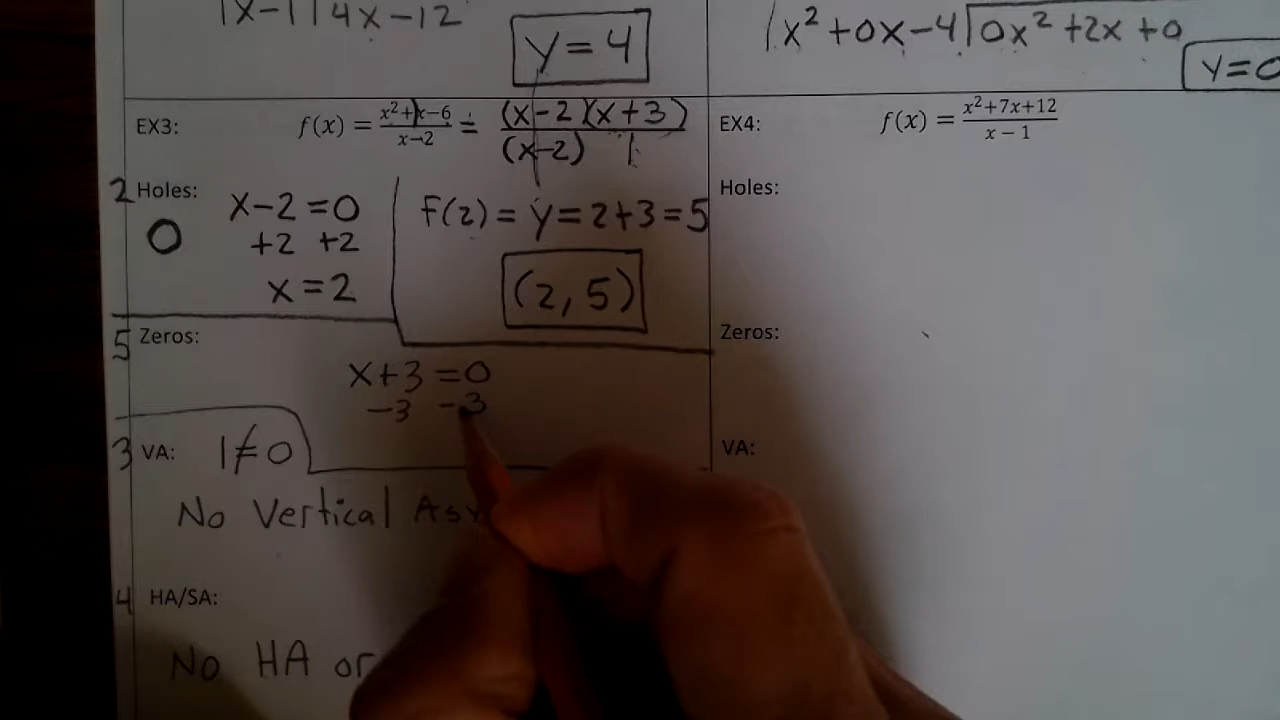 x-1 | 4x-12
y=4
x²+0x-4 | 0x²+2x+0
y=0
EX3: f(x) = x²+x-6 / x-2 = (x-2)(x+3) / (x-2) 1
2 Holes: x-2=0
+2 +2
x=2
F(2) = y = 2+3 = 5
(2, 5)
5 Zeros:
x+3=0
-3 -3
3 VA: 1≠0
No Vertical
4 HA/SA:
No HA or
EX4: f(x) = x²+7x+12 / x - 1
Holes:
Zeros:
VA: